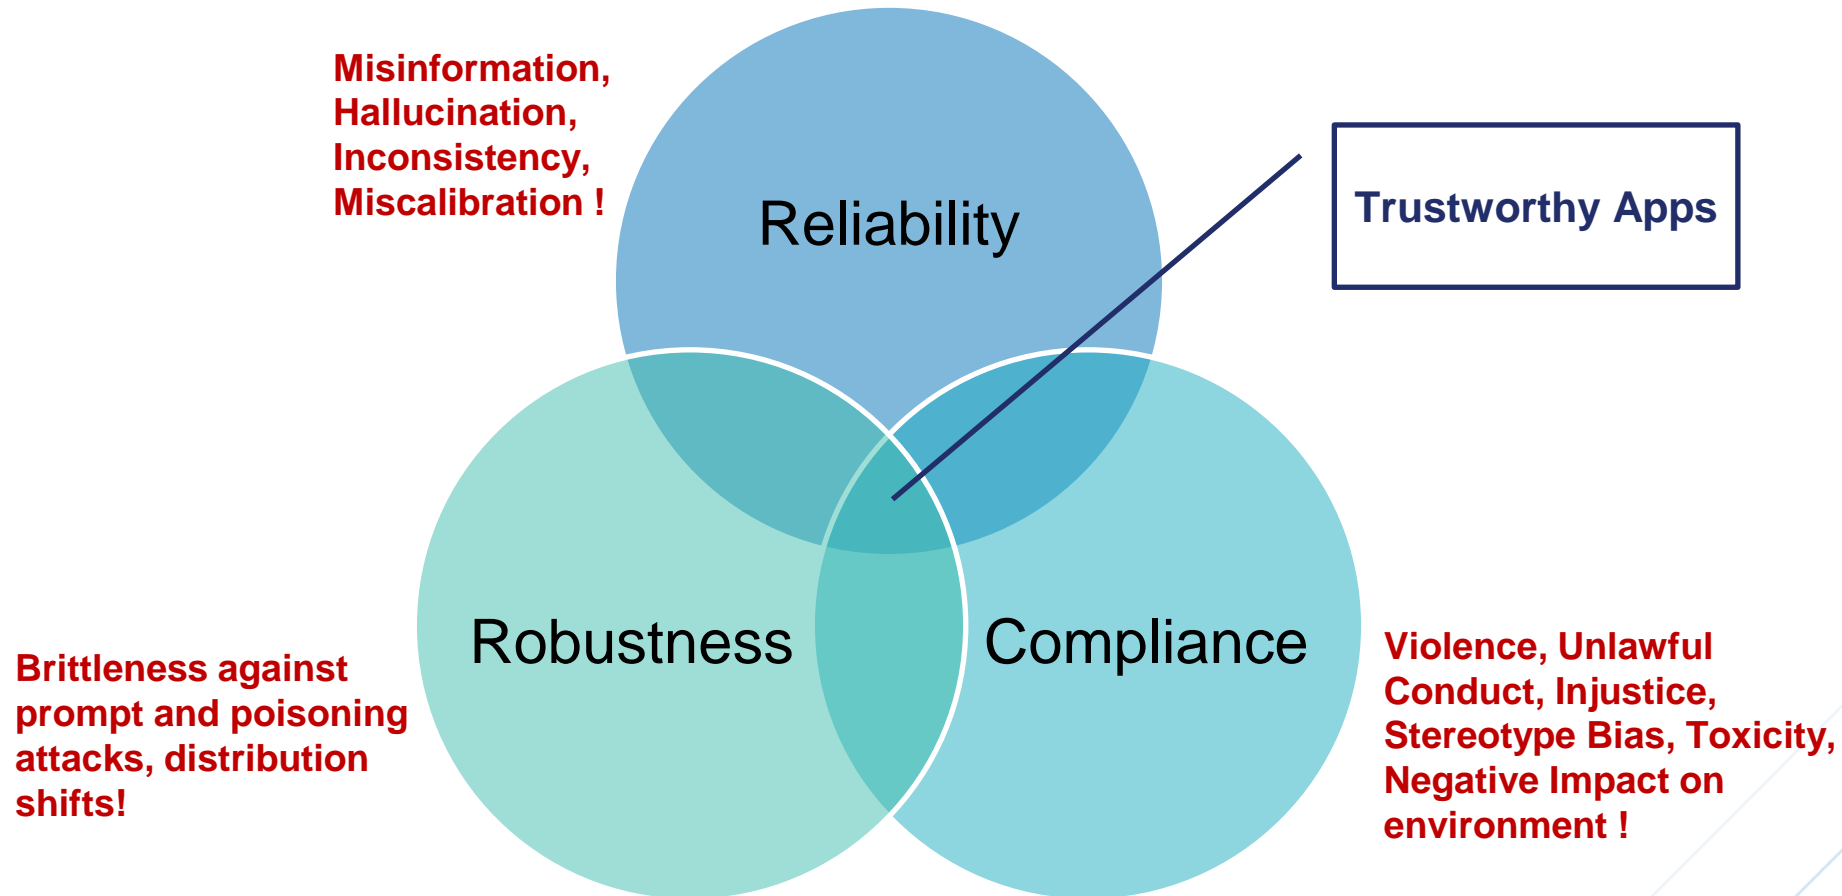 Misinformation,
Hallucination,
Inconsistency,
Miscalibration !
Reliability
Trustworthy Apps
Robustness
Compliance
Brittleness against
prompt and poisoning
attacks, distribution
shifts!
Violence, Unlawful
Conduct, Injustice,
Stereotype Bias, Toxicity,
Negative Impact on
environment !